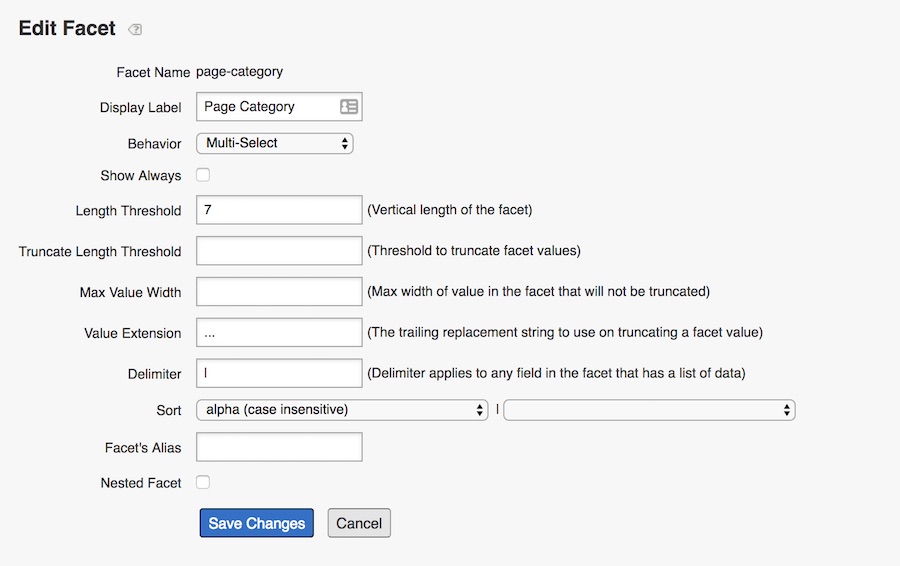 Edit Facet ?
Facet Name page-category
Display Label Page Category
Behavior Multi-Select
Show Always
Length Threshold 7 (Vertical length of the facet)
Truncate Length Threshold (Threshold to truncate facet values)
Max Value Width (Max width of value in the facet that will not be truncated)
Value Extension ... (The trailing replacement string to use on truncating a facet value)
Delimiter | (Delimiter applies to any field in the facet that has a list of data)
Sort alpha (case insensitive) |
Facet's Alias
Nested Facet
Save Changes Cancel